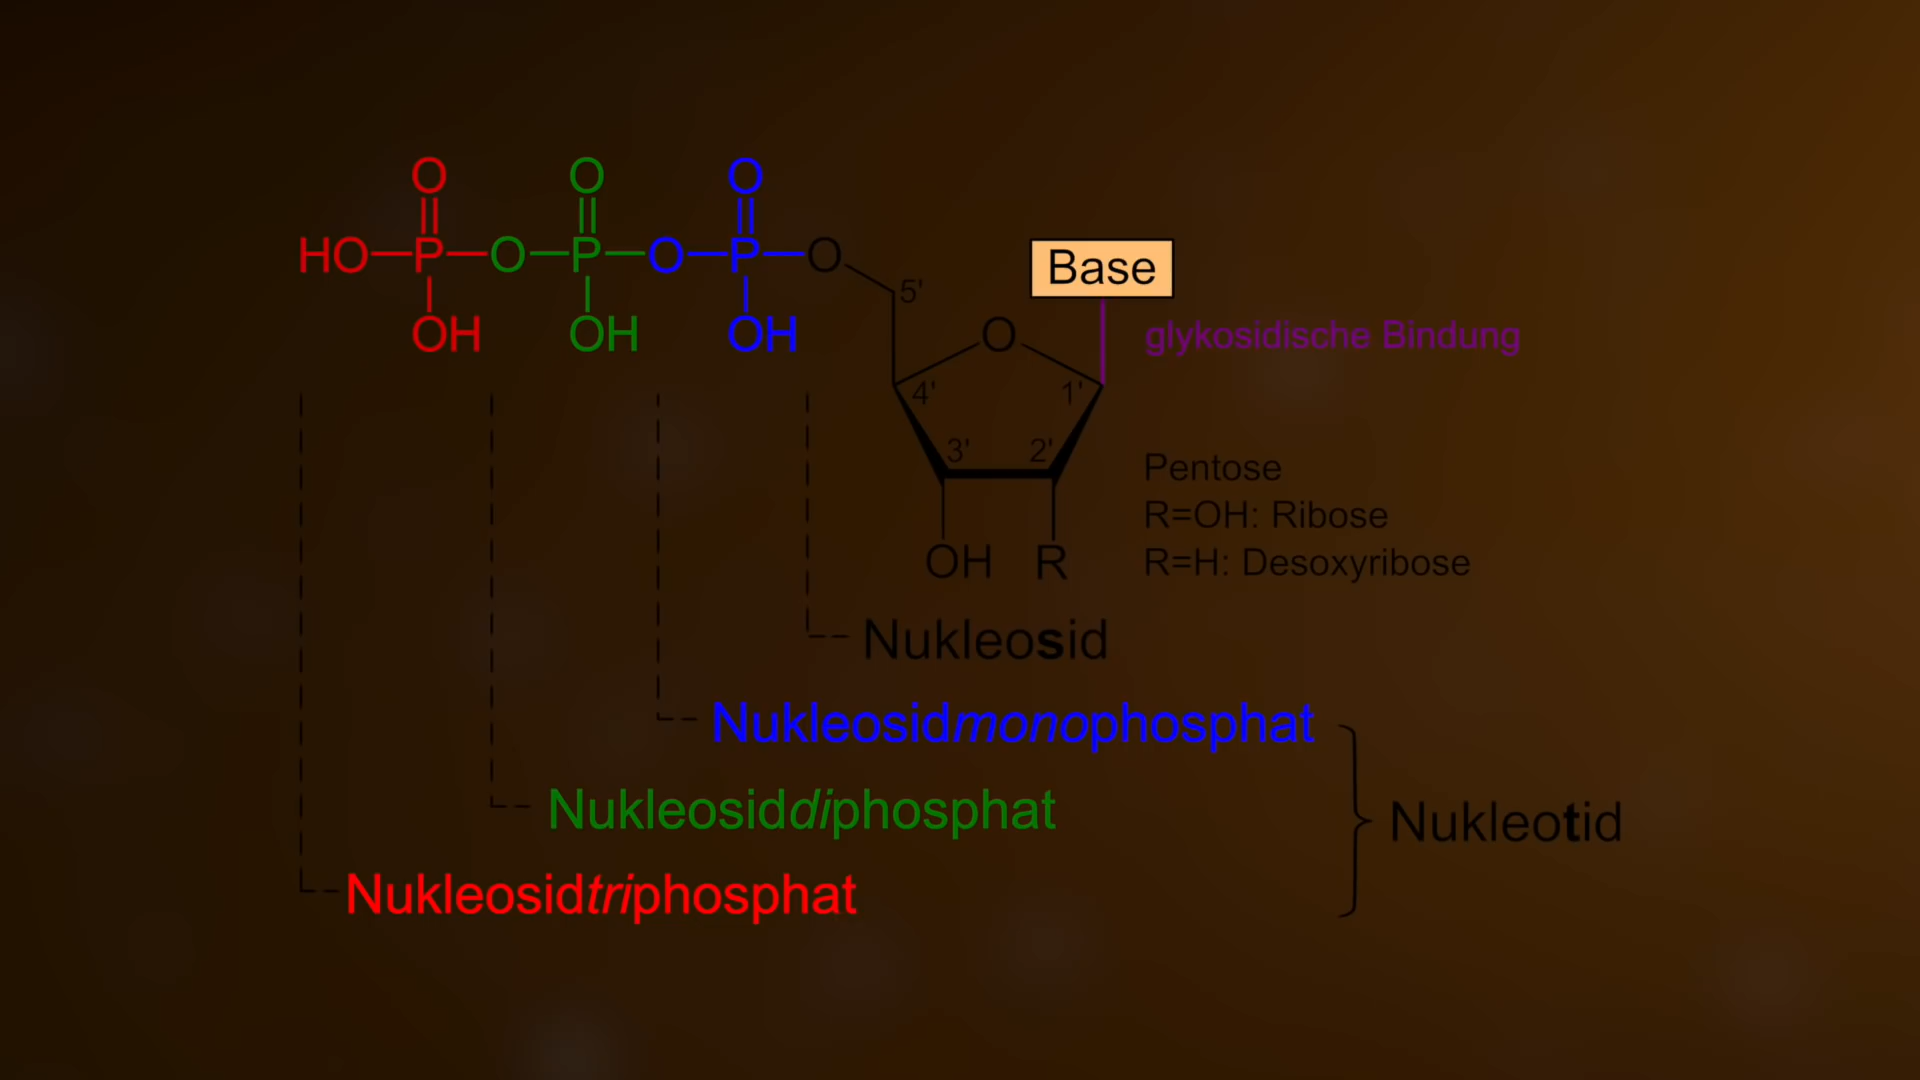 O O O
HO P O P O P O
OH OH OH
Base
5'
O
glykosidische Bindung
4' 1'
3' 2'
OH R
Pentose
R=OH: Ribose
R=H: Desoxyribose
Nukleosid
Nukleosidmonophosphat
Nukleosiddiphosphat
Nukleotid
Nukleosidtriphosphat